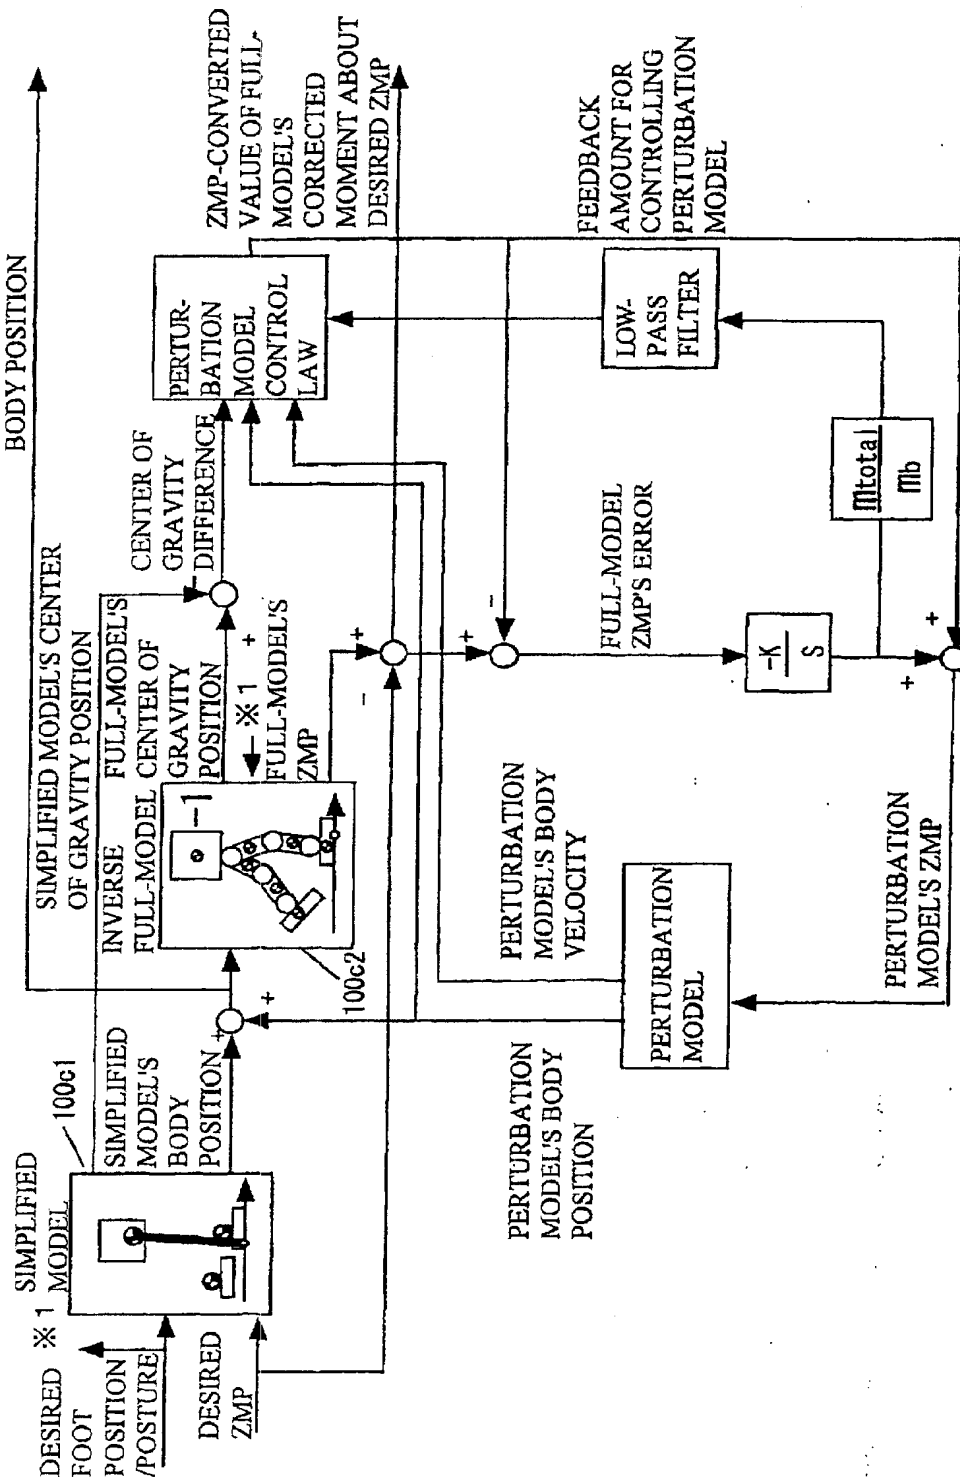 BODY POSITION
SIMPLIFIED MODEL'S CENTER
OF GRAVITY POSITION
ZMP-CONVERTED
VALUE OF FULL-
MODEL'S
CORRECTED
MOMENT ABOUT
DESIRED ZMP
PERTUR-
BATION
MODEL
CONTROL
LAW
CENTER OF
GRAVITY
DIFFERENCE
-
+
FULL-MODEL'S
CENTER OF
GRAVITY
POSITION
※1
FULL-MODEL'S
ZMP
INVERSE
FULL-MODEL
-1
100c2
SIMPLIFIED
MODEL'S
BODY
POSITION
+
+
100c1
SIMPLIFIED
MODEL
※1
DESIRED
FOOT
POSITION
/POSTURE
DESIRED
ZMP
+
-
+
-
FULL-MODEL
ZMP'S ERROR
FEEDBACK
AMOUNT FOR
CONTROLLING
PERTURBATION
MODEL
LOW-
PASS
FILTER
Mtotal
Mb
-K
S
+
+
PERTURBATION
MODEL'S BODY
VELOCITY
PERTURBATION
MODEL'S BODY
POSITION
PERTURBATION
MODEL
PERTURBATION
MODEL'S ZMP